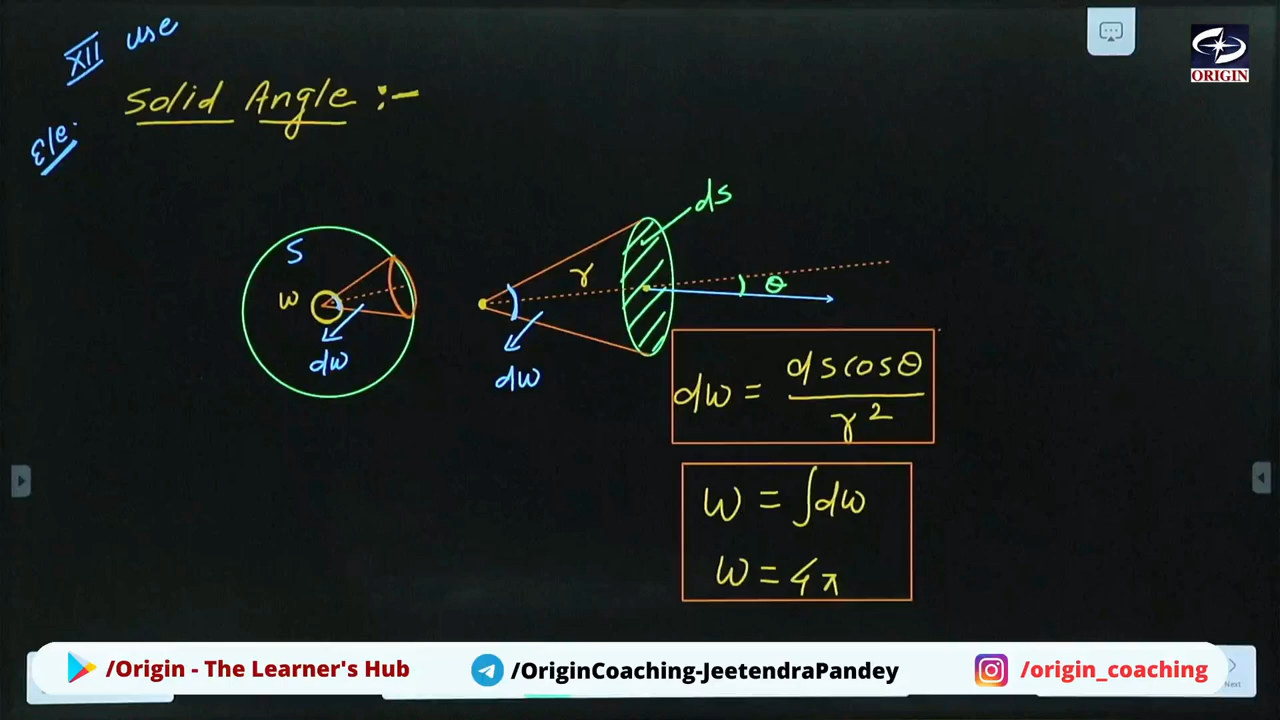 XII use
Solid Angle :-
Ele.
ORIGIN
S
w
dw
ds
r
θ
dw
dw = ds cosθ / r²
w = ∫dw
w = 4π
/Origin - The Learner's Hub
/OriginCoaching-JeetendraPandey
/origin_coaching
Next